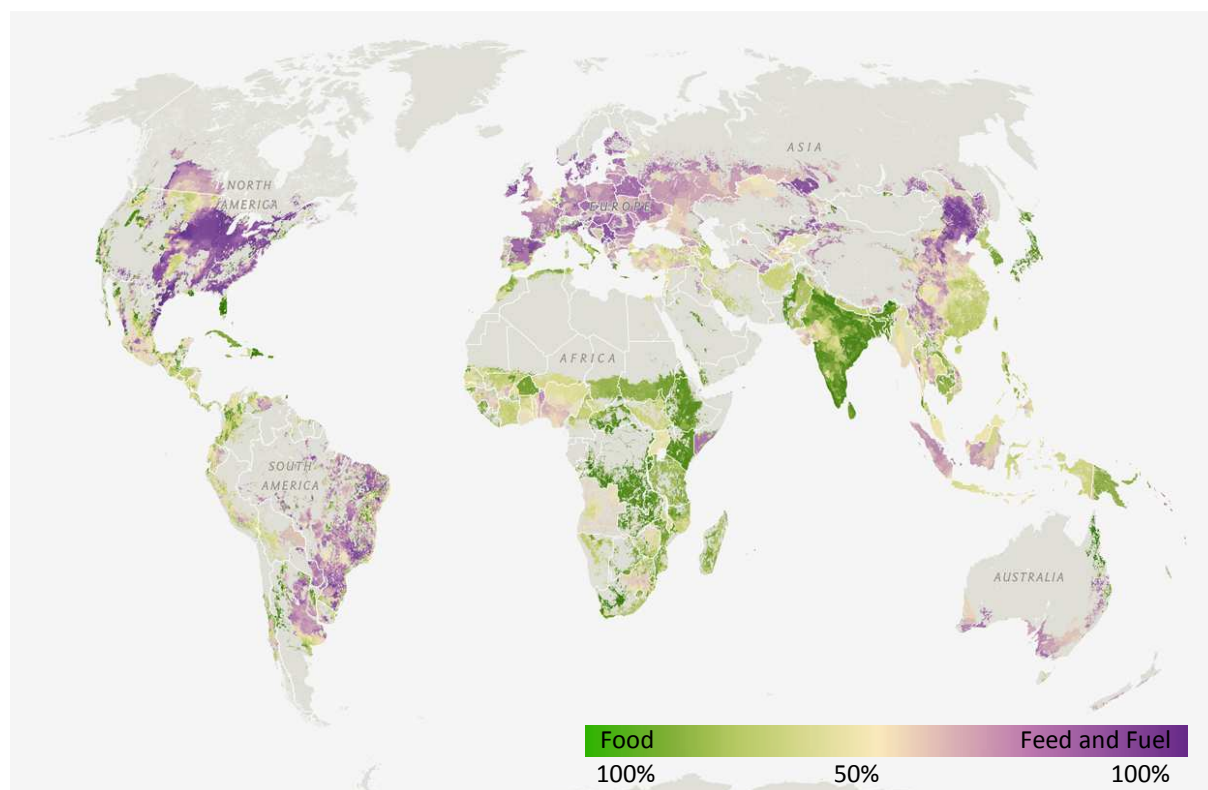 ASIA
NORTH
AMERICA
EUROPE
AFRICA
SOUTH
AMERICA
AUSTRALIA
Food Feed and Fuel
100% 50% 100%